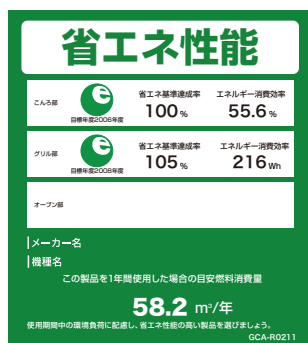 省エネ性能
こんろ部
e
目標年度2006年度
省エネ基準達成率
100%
エネルギー消費効率
55.6%
グリル部
e
目標年度2008年度
省エネ基準達成率
105%
エネルギー消費効率
216Wh
オーブン部
メーカー名
機種名
この製品を1年間使用した場合の目安燃料消費量
58.2 m³/年
使用期間中の環境負荷に配慮し、省エネ性能の高い製品を選びましょう。
GCA-R0211